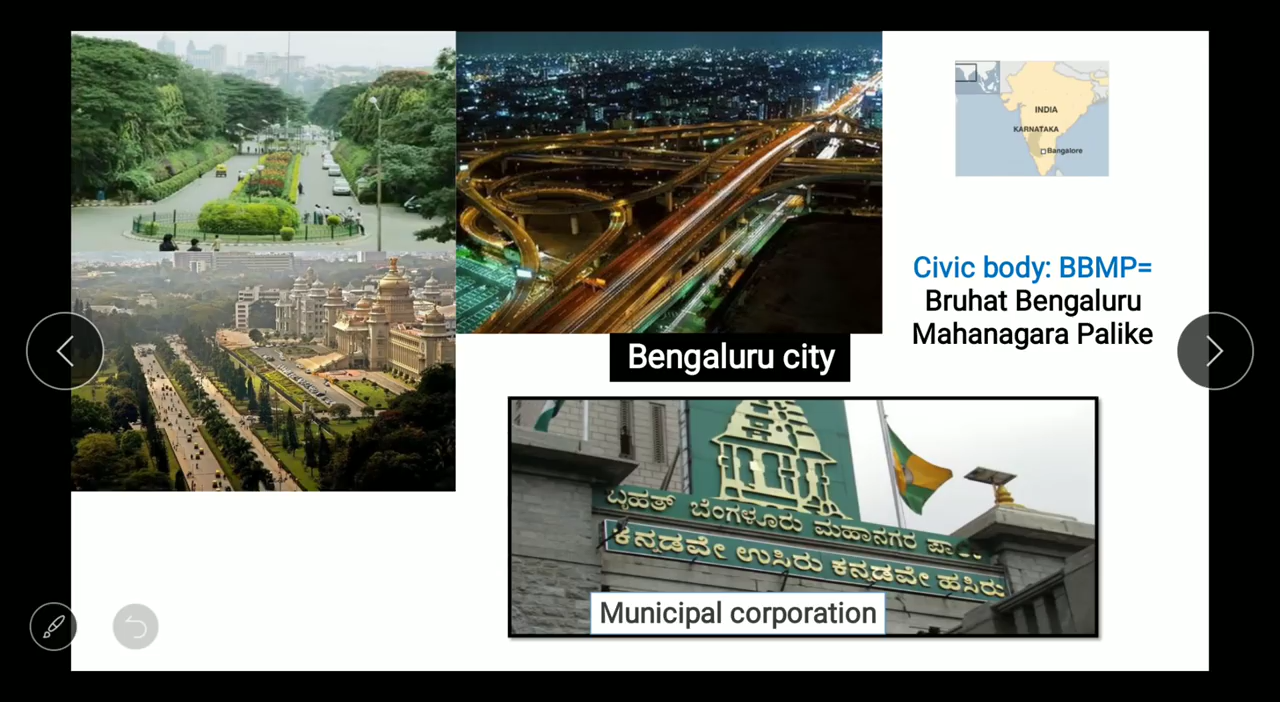 INDIA
KARNATAKA
Bangalore
Civic body: BBMP=
Bruhat Bengaluru
Mahanagara Palike
Bengaluru city
ಬೃಹತ್ ಬೆಂಗಳೂರು ಮಹಾನಗರ
ಕನ್ನಡವೇ ಉಸಿರು ಕನ್ನಡವೇ ಹಸಿರು
Municipal corporation